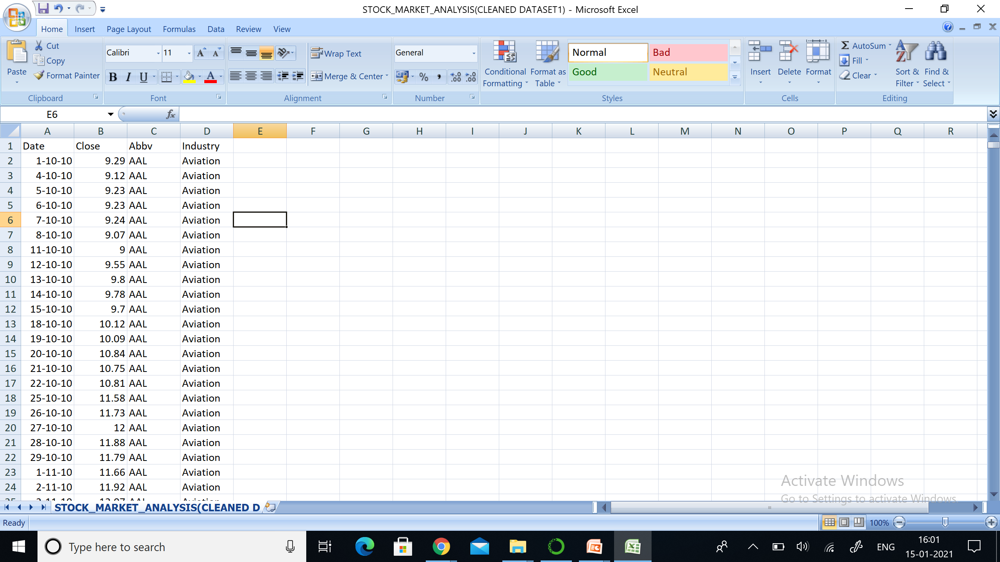 STOCK_MARKET_ANALYSIS(CLEANED DATASET1) - Microsoft Excel
Home Insert Page Layout Formulas Data Review View
Paste Cut Copy Format Painter Clipboard
Calibri 11 B I U A Font
Wrap Text Merge & Center Alignment
General % Number
Conditional Formatting Format as Table Normal Bad Good Neutral Styles
Insert Delete Format Cells
AutoSum Fill Clear Sort & Filter Find & Select Editing
E6 fx
A B C D E F G H I J K L M N O P Q R
1 Date Close Abbv Industry
2 1-10-10 9.29 AAL Aviation
3 4-10-10 9.12 AAL Aviation
4 5-10-10 9.23 AAL Aviation
5 6-10-10 9.23 AAL Aviation
6 7-10-10 9.24 AAL Aviation
7 8-10-10 9.07 AAL Aviation
8 11-10-10 9 AAL Aviation
9 12-10-10 9.55 AAL Aviation
10 13-10-10 9.8 AAL Aviation
11 14-10-10 9.78 AAL Aviation
12 15-10-10 9.7 AAL Aviation
13 18-10-10 10.12 AAL Aviation
14 19-10-10 10.09 AAL Aviation
15 20-10-10 10.84 AAL Aviation
16 21-10-10 10.75 AAL Aviation
17 22-10-10 10.81 AAL Aviation
18 25-10-10 11.58 AAL Aviation
19 26-10-10 11.73 AAL Aviation
20 27-10-10 12 AAL Aviation
21 28-10-10 11.88 AAL Aviation
22 29-10-10 11.79 AAL Aviation
23 1-11-10 11.66 AAL Aviation
24 2-11-10 11.92 AAL Aviation
Activate Windows
Go to Settings to activate Windows.
STOCK_MARKET_ANALYSIS(CLEANED D
Ready 100%
Type here to search
ENG 16:01
15-01-2021